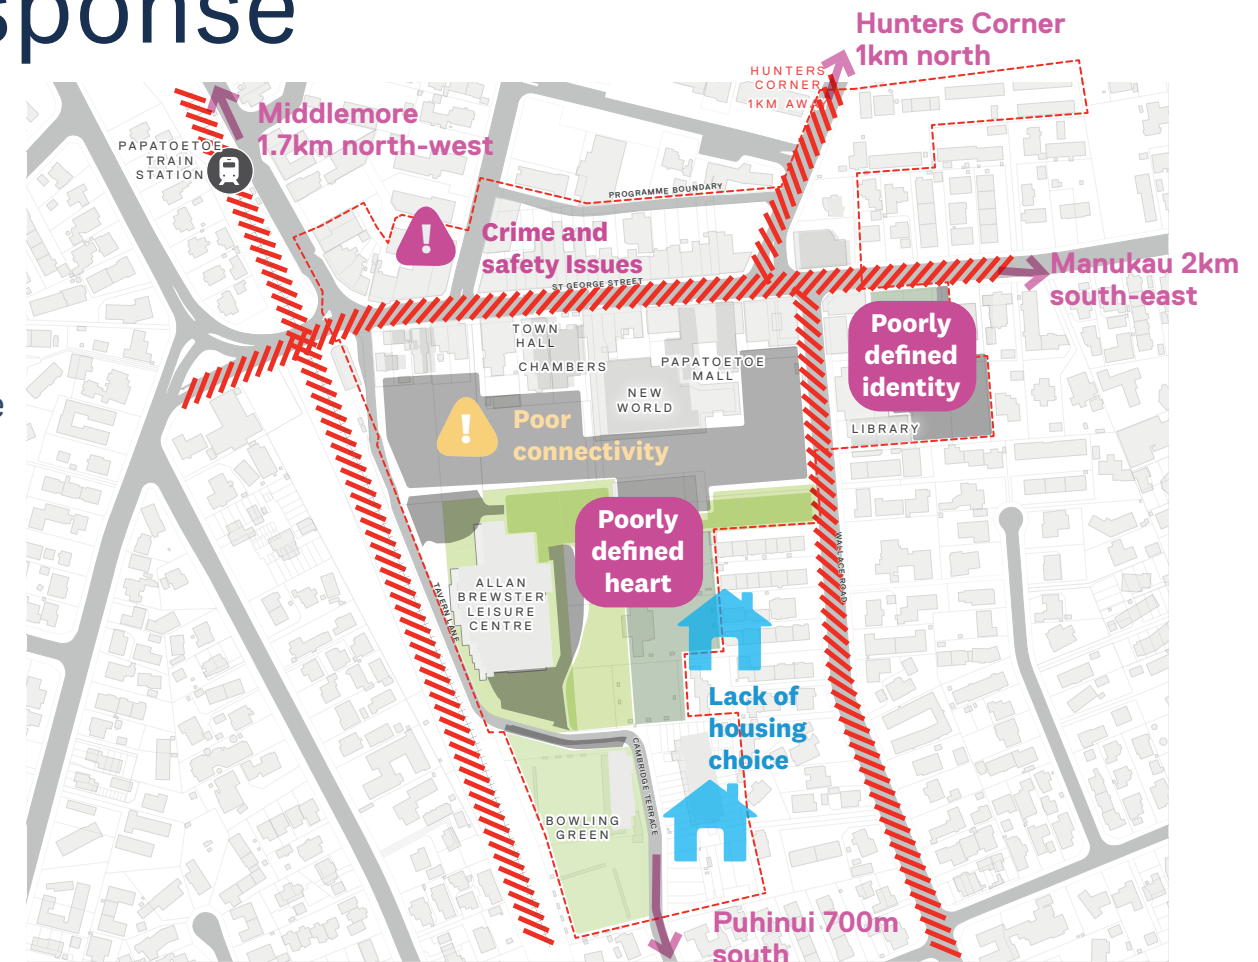 sponse
Hunters Corner
1km north
HUNTERS
CORNER
1KM AWAY
Middlemore
1.7km north-west
PAPATOETOE
TRAIN
STATION
PROGRAMME BOUNDARY
Crime and
safety Issues
ST GEORGE STREET
Manukau 2km
south-east
Poorly
defined
identity
TOWN
HALL
CHAMBERS
PAPATOETOE
MALL
NEW
WORLD
LIBRARY
e
Poor
connectivity
Poorly
defined
heart
WALLACE ROAD
ALLAN
BREWSTER
LEISURE
CENTRE
TAVERN LANE
Lack of
housing
choice
CAMBRIDGE TERRACE
BOWLING
GREEN
Puhinui 700m
south